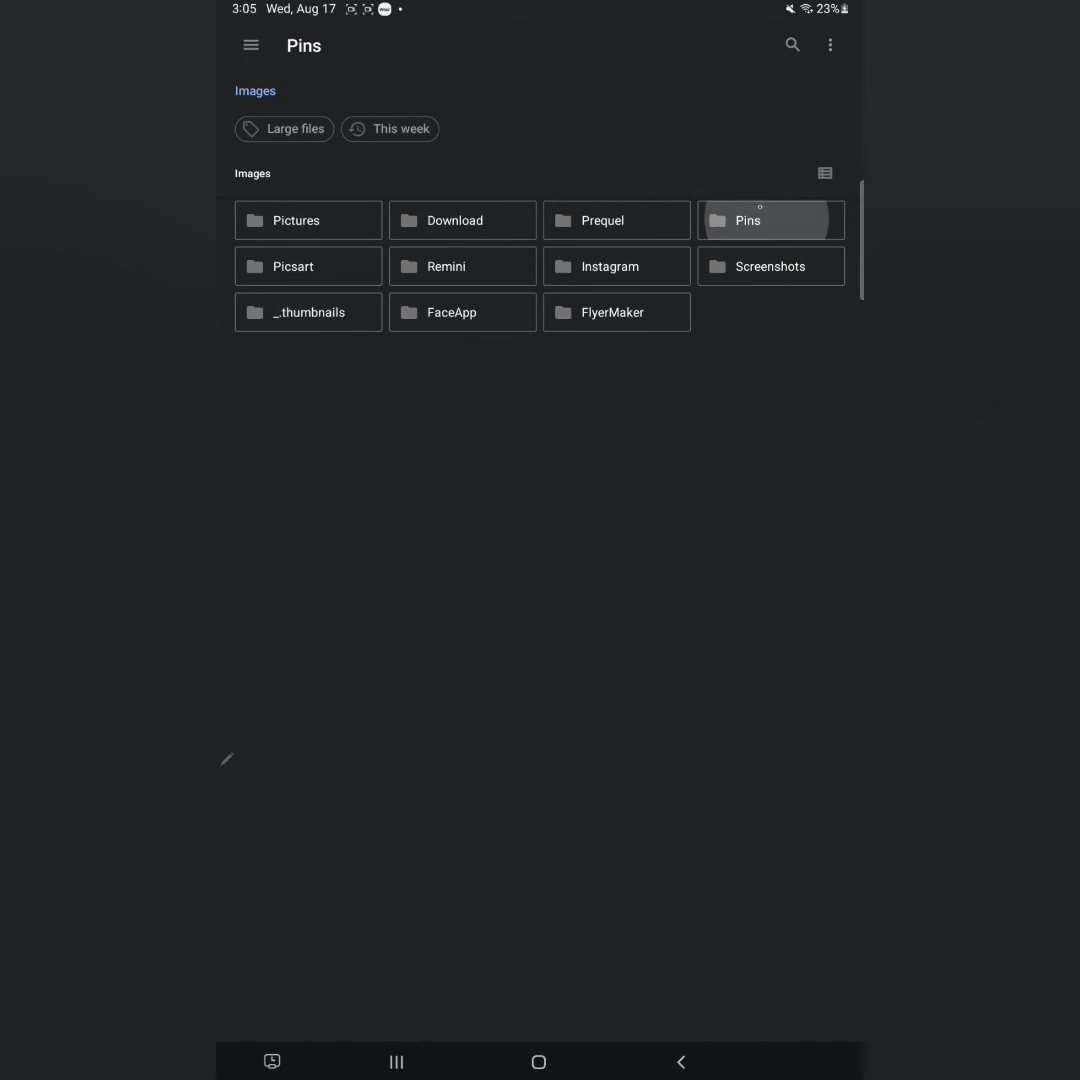 3:05 Wed, Aug 17 23%
Pins
Images
Large files This week
Images
Pictures Download Prequel Pins
Picsart Remini Instagram Screenshots
_.thumbnails FaceApp FlyerMaker